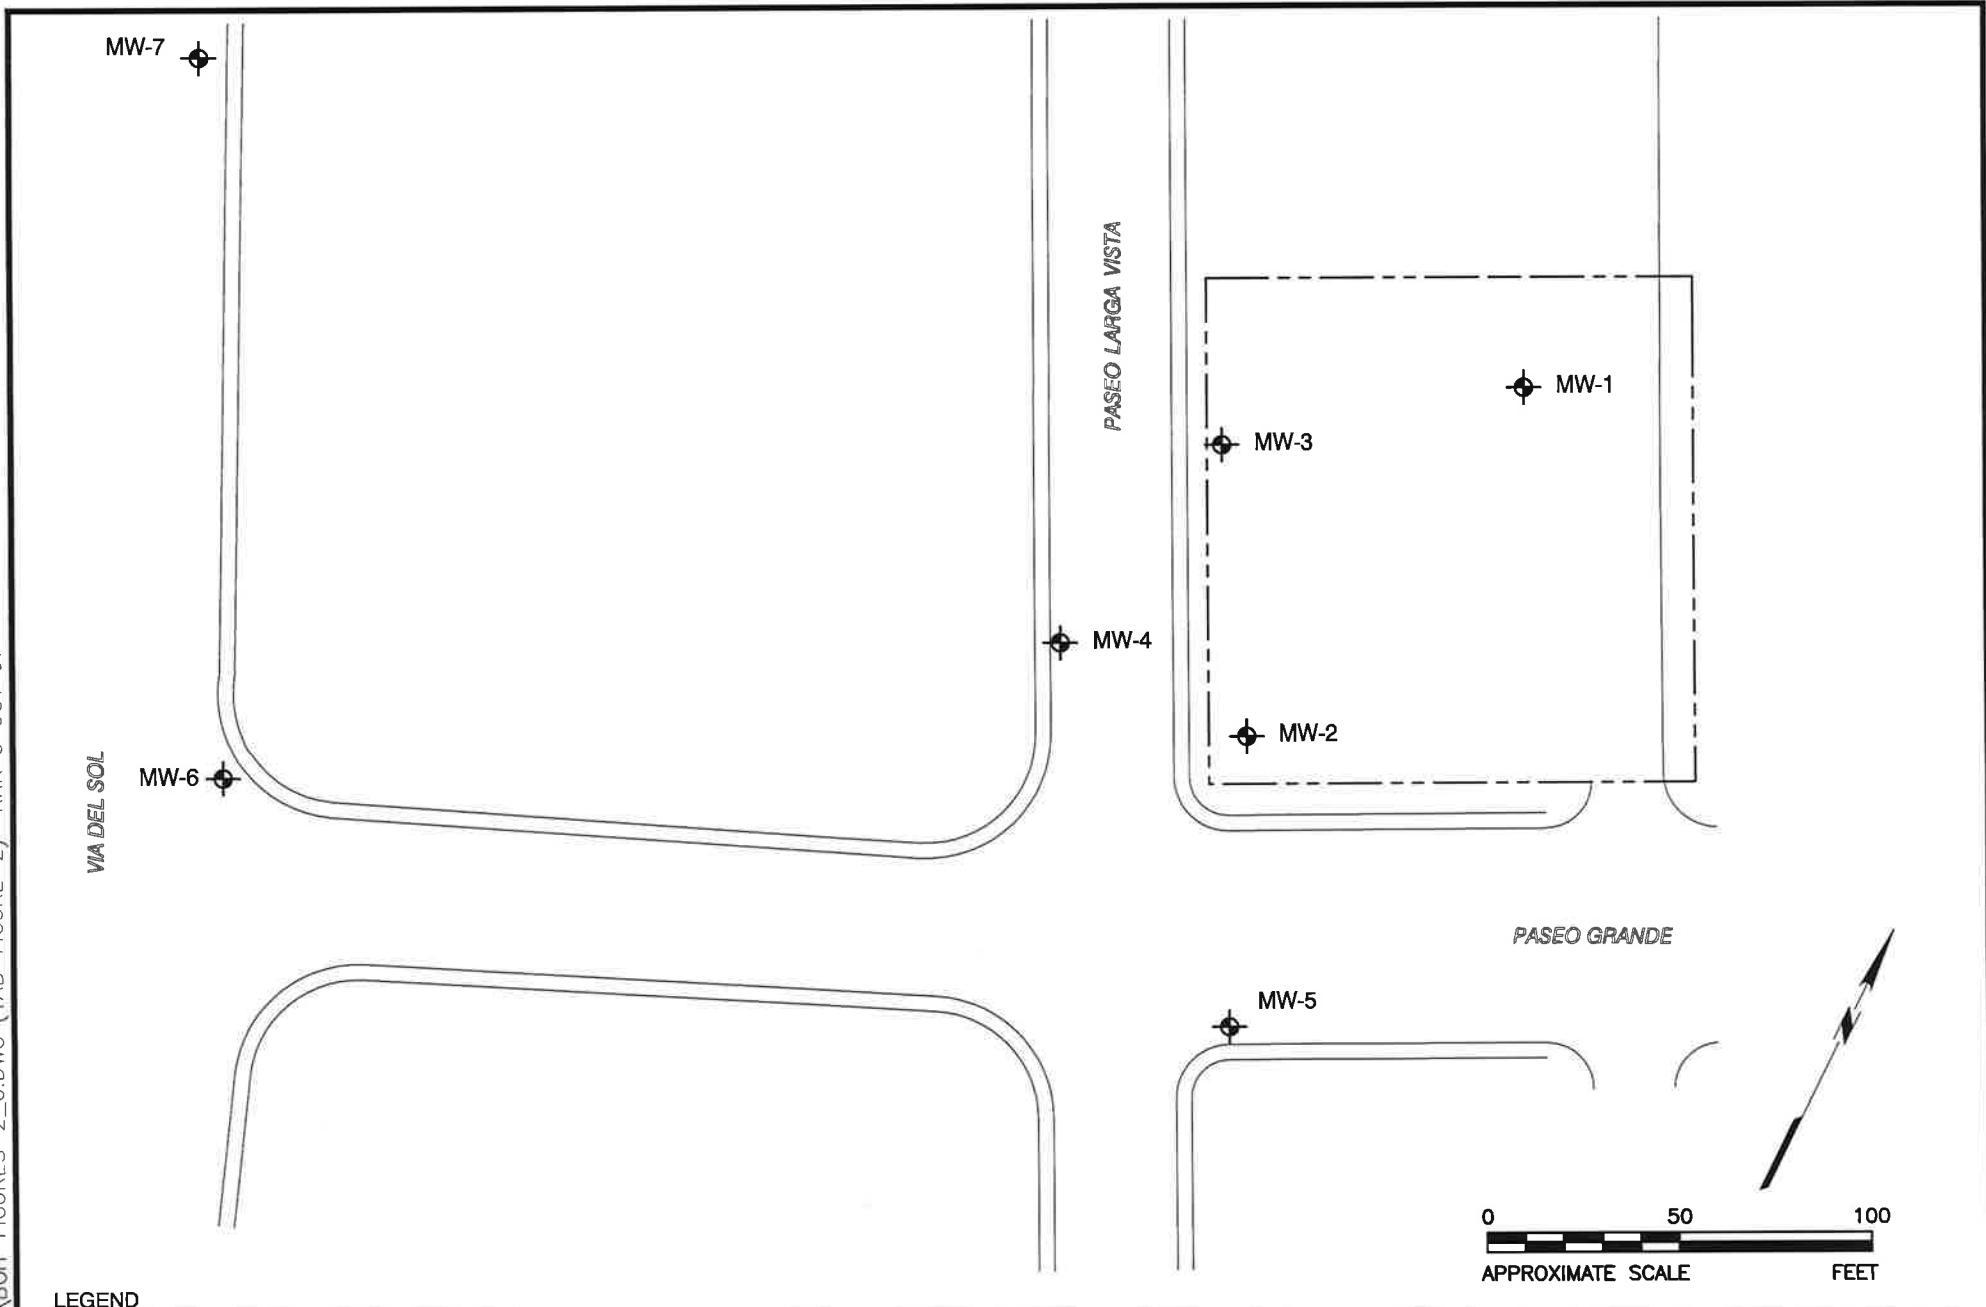 MW-7
PASEO LARGA VISTA
MW-1
MW-3
MW-4
MW-2
VIA DEL SOL
MW-6
PASEO GRANDE
MW-5
0 50 100
APPROXIMATE SCALE FEET
LEGEND